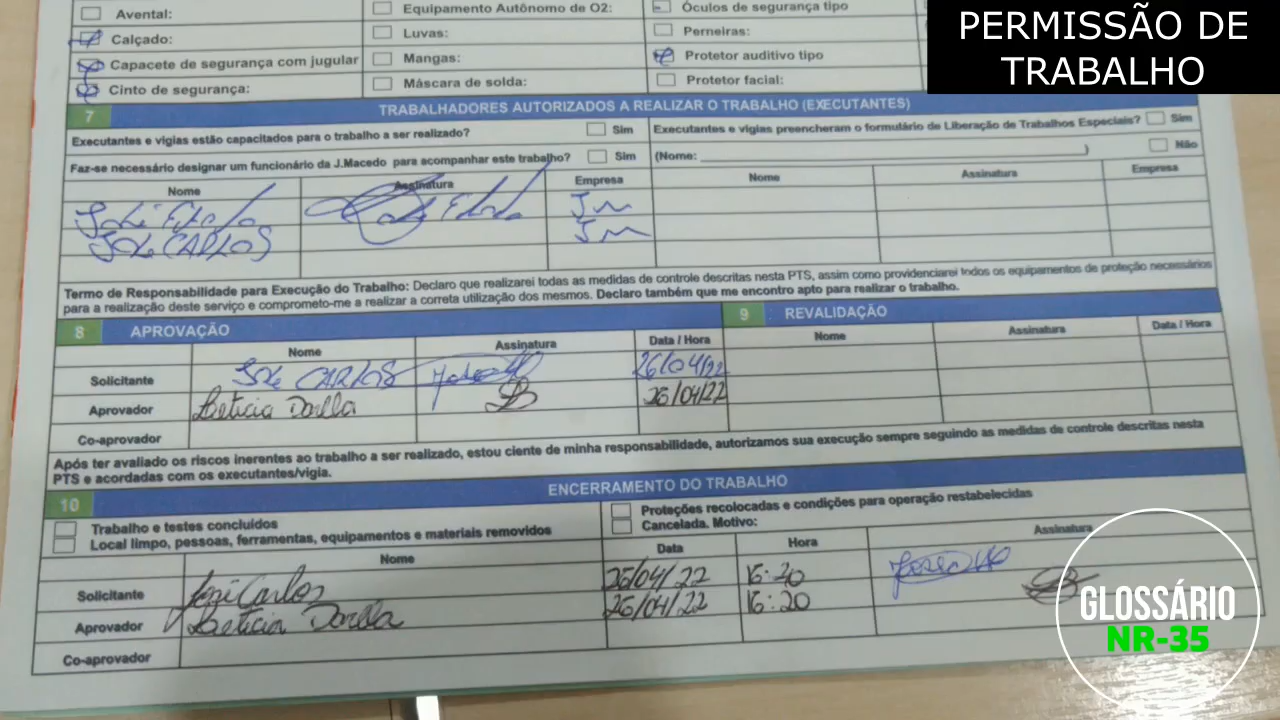 PERMISSÃO DE
TRABALHO
Avental: Equipamento Autônomo de O2: Óculos de segurança tipo
Calçado: Luvas: Perneiras:
Capacete de segurança com jugular Mangas: Protetor auditivo tipo
Cinto de segurança: Máscara de solda: Protetor facial:
7 TRABALHADORES AUTORIZADOS A REALIZAR O TRABALHO (EXECUTANTES)
Executantes e vigias estão capacitados para o trabalho a ser realizado? Sim Executantes e vigias preencheram o formulário de Liberação de Trabalhos Especiais? Sim
Não
Faz-se necessário designar um funcionário da J.Macedo para acompanhar este trabalho? Sim (Nome: )
Nome Assinatura Empresa Nome Assinatura Empresa
José
JOSE CARLOS
Termo de Responsabilidade para Execução do Trabalho: Declaro que realizarei todas as medidas de controle descritas nesta PTS, assim como providenciarei todos os equipamentos de proteção necessários
para a realização deste serviço e comprometo-me a realizar a correta utilização dos mesmos. Declaro também que me encontro apto para realizar o trabalho.
8 APROVAÇÃO 9 REVALIDAÇÃO
Nome Assinatura Data / Hora Nome Assinatura Data / Hora
Solicitante JOSE CARLOS 26/04/22
Aprovador Leticia 26/04/22
Co-aprovador
Após ter avaliado os riscos inerentes ao trabalho a ser realizado, estou ciente de minha responsabilidade, autorizamos sua execução sempre seguindo as medidas de controle descritas nesta
PTS e acordadas com os executantes/vigia.
10 ENCERRAMENTO DO TRABALHO
Trabalho e testes concluídos Proteções recolocadas e condições para operação restabelecidas
Local limpo, pessoas, ferramentas, equipamentos e materiais removidos Cancelada. Motivo:
Nome Data Hora Assinatura
Solicitante José Carlos 26/04/22 16:20
Aprovador Leticia 26/04/22 16:20
Co-aprovador
GLOSSÁRIO
NR-35